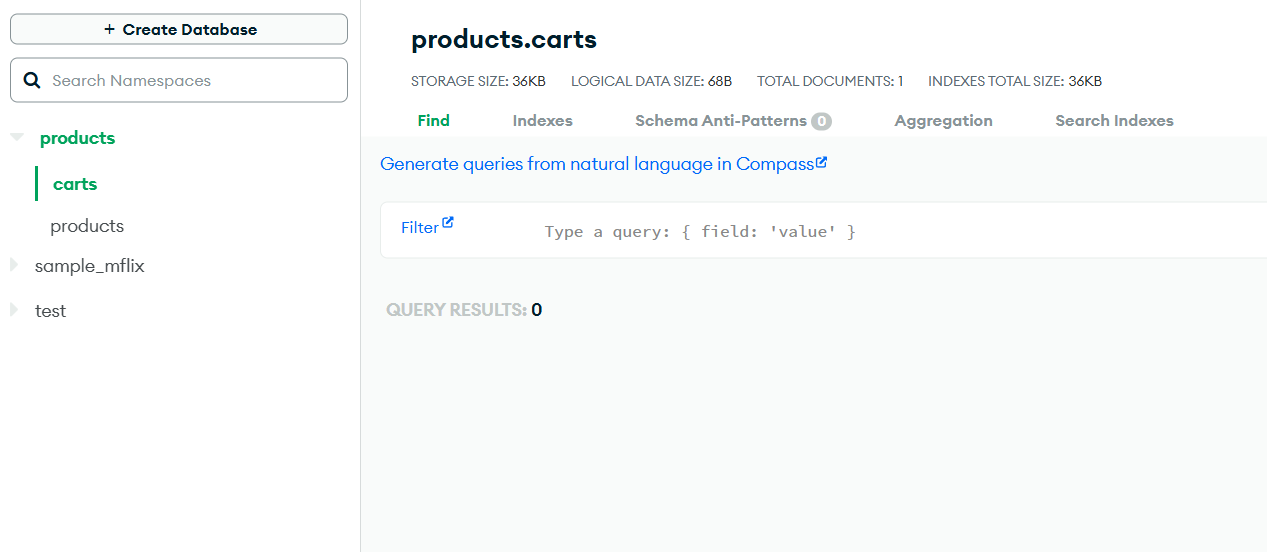 + Create Database
Search Namespaces
products
carts
products
sample_mflix
test
products.carts
STORAGE SIZE: 36KB LOGICAL DATA SIZE: 68B TOTAL DOCUMENTS: 1 INDEXES TOTAL SIZE: 36KB
Find Indexes Schema Anti-Patterns 0 Aggregation Search Indexes
Generate queries from natural language in Compass
Filter Type a query: { field: 'value' }
QUERY RESULTS: 0